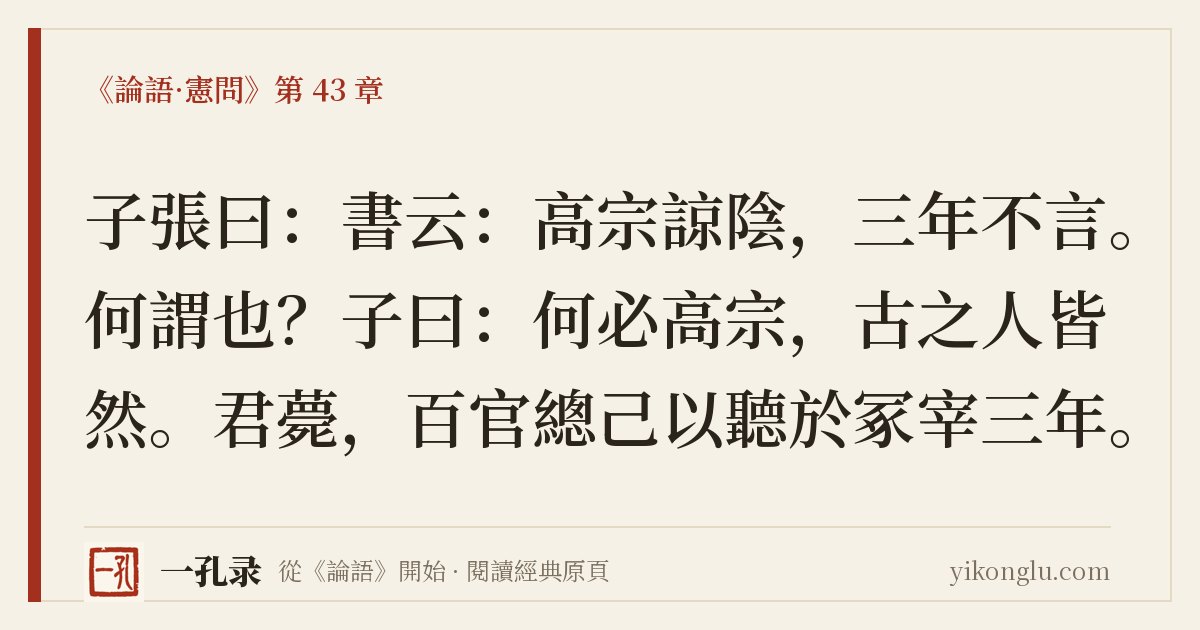 《論語·憲問》第 43 章
子張曰：書云：高宗諒陰，三年不言。
何謂也？子曰：何必高宗，古之人皆
然。君薨，百官總己以聽於冢宰三年。
一孔
一孔录 從《論語》開始 · 閱讀經典原頁 yikonglu.com